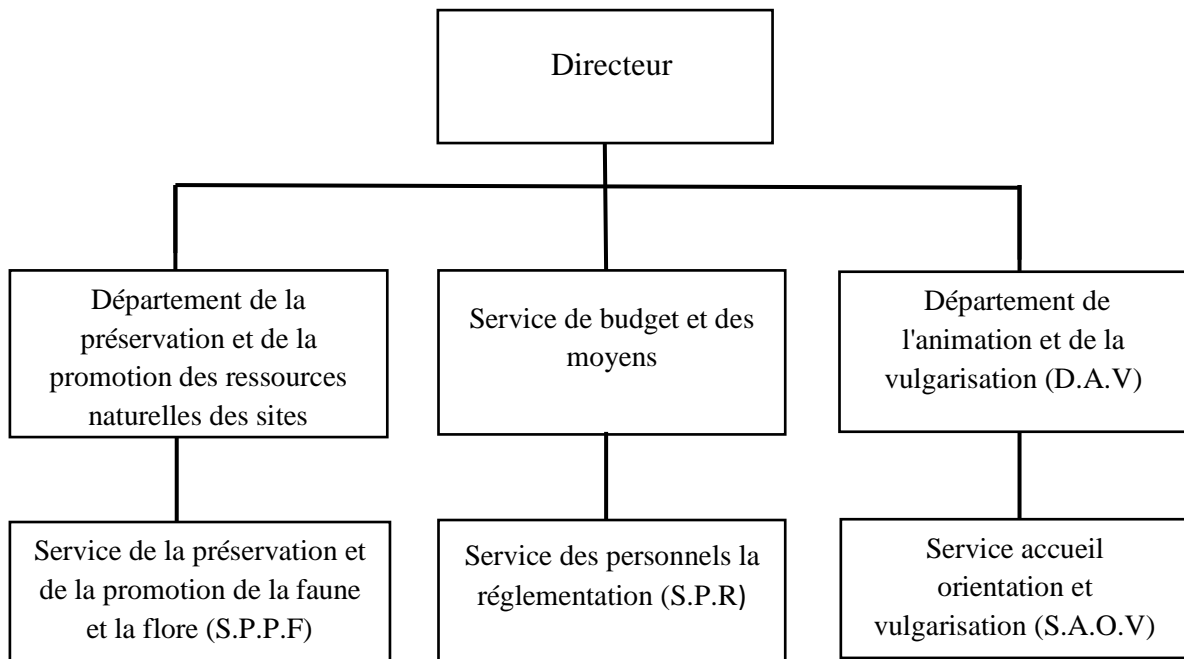 Directeur
Département de la
préservation et de la
promotion des ressources
naturelles des sites
Service de budget et des
moyens
Département de
l'animation et de la
vulgarisation (D.A.V)
Service de la préservation et
de la promotion de la faune
et la flore (S.P.P.F)
Service des personnels la
réglementation (S.P.R)
Service accueil
orientation et
vulgarisation (S.A.O.V)